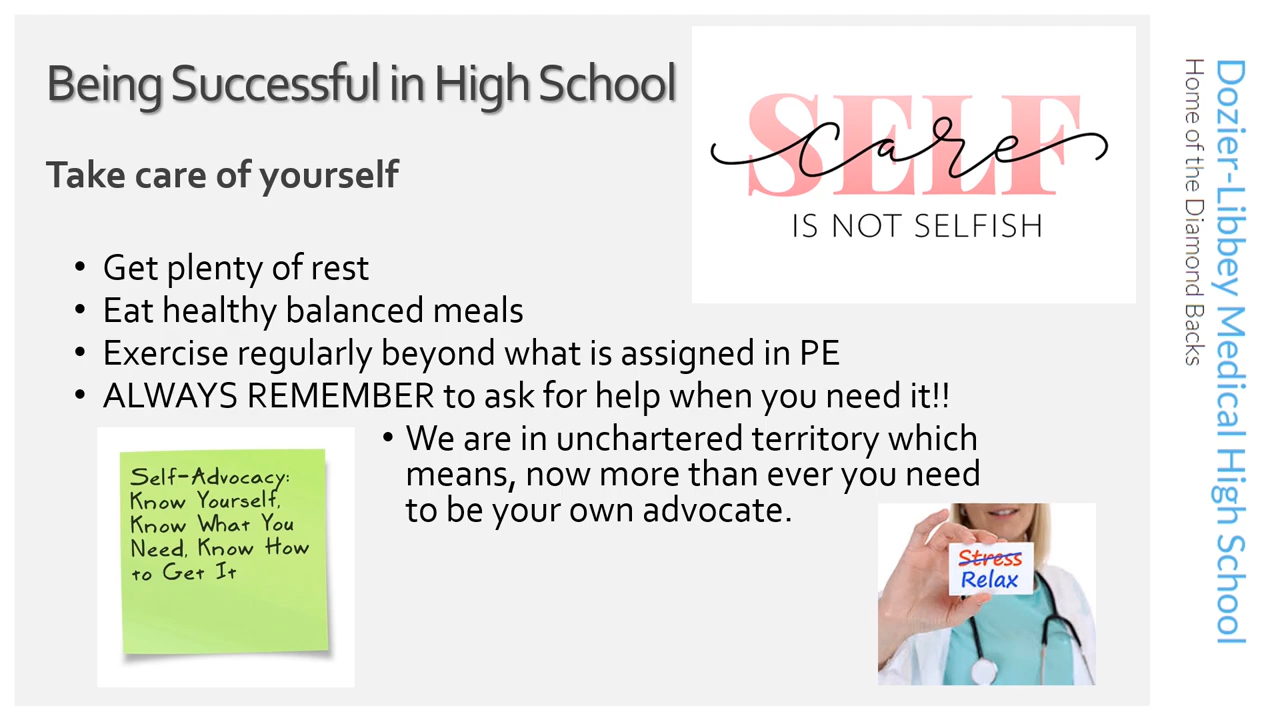 Being Successful in High School
Take care of yourself
SELF
care
IS NOT SELFISH
• Get plenty of rest
• Eat healthy balanced meals
• Exercise regularly beyond what is assigned in PE
• ALWAYS REMEMBER to ask for help when you need it!!
• We are in unchartered territory which
means, now more than ever you need
to be your own advocate.
Self-Advocacy:
Know Yourself,
Know What You
Need, Know How
to Get It
Stress
Relax
Dozier-Libbey Medical High School
Home of the Diamond Backs